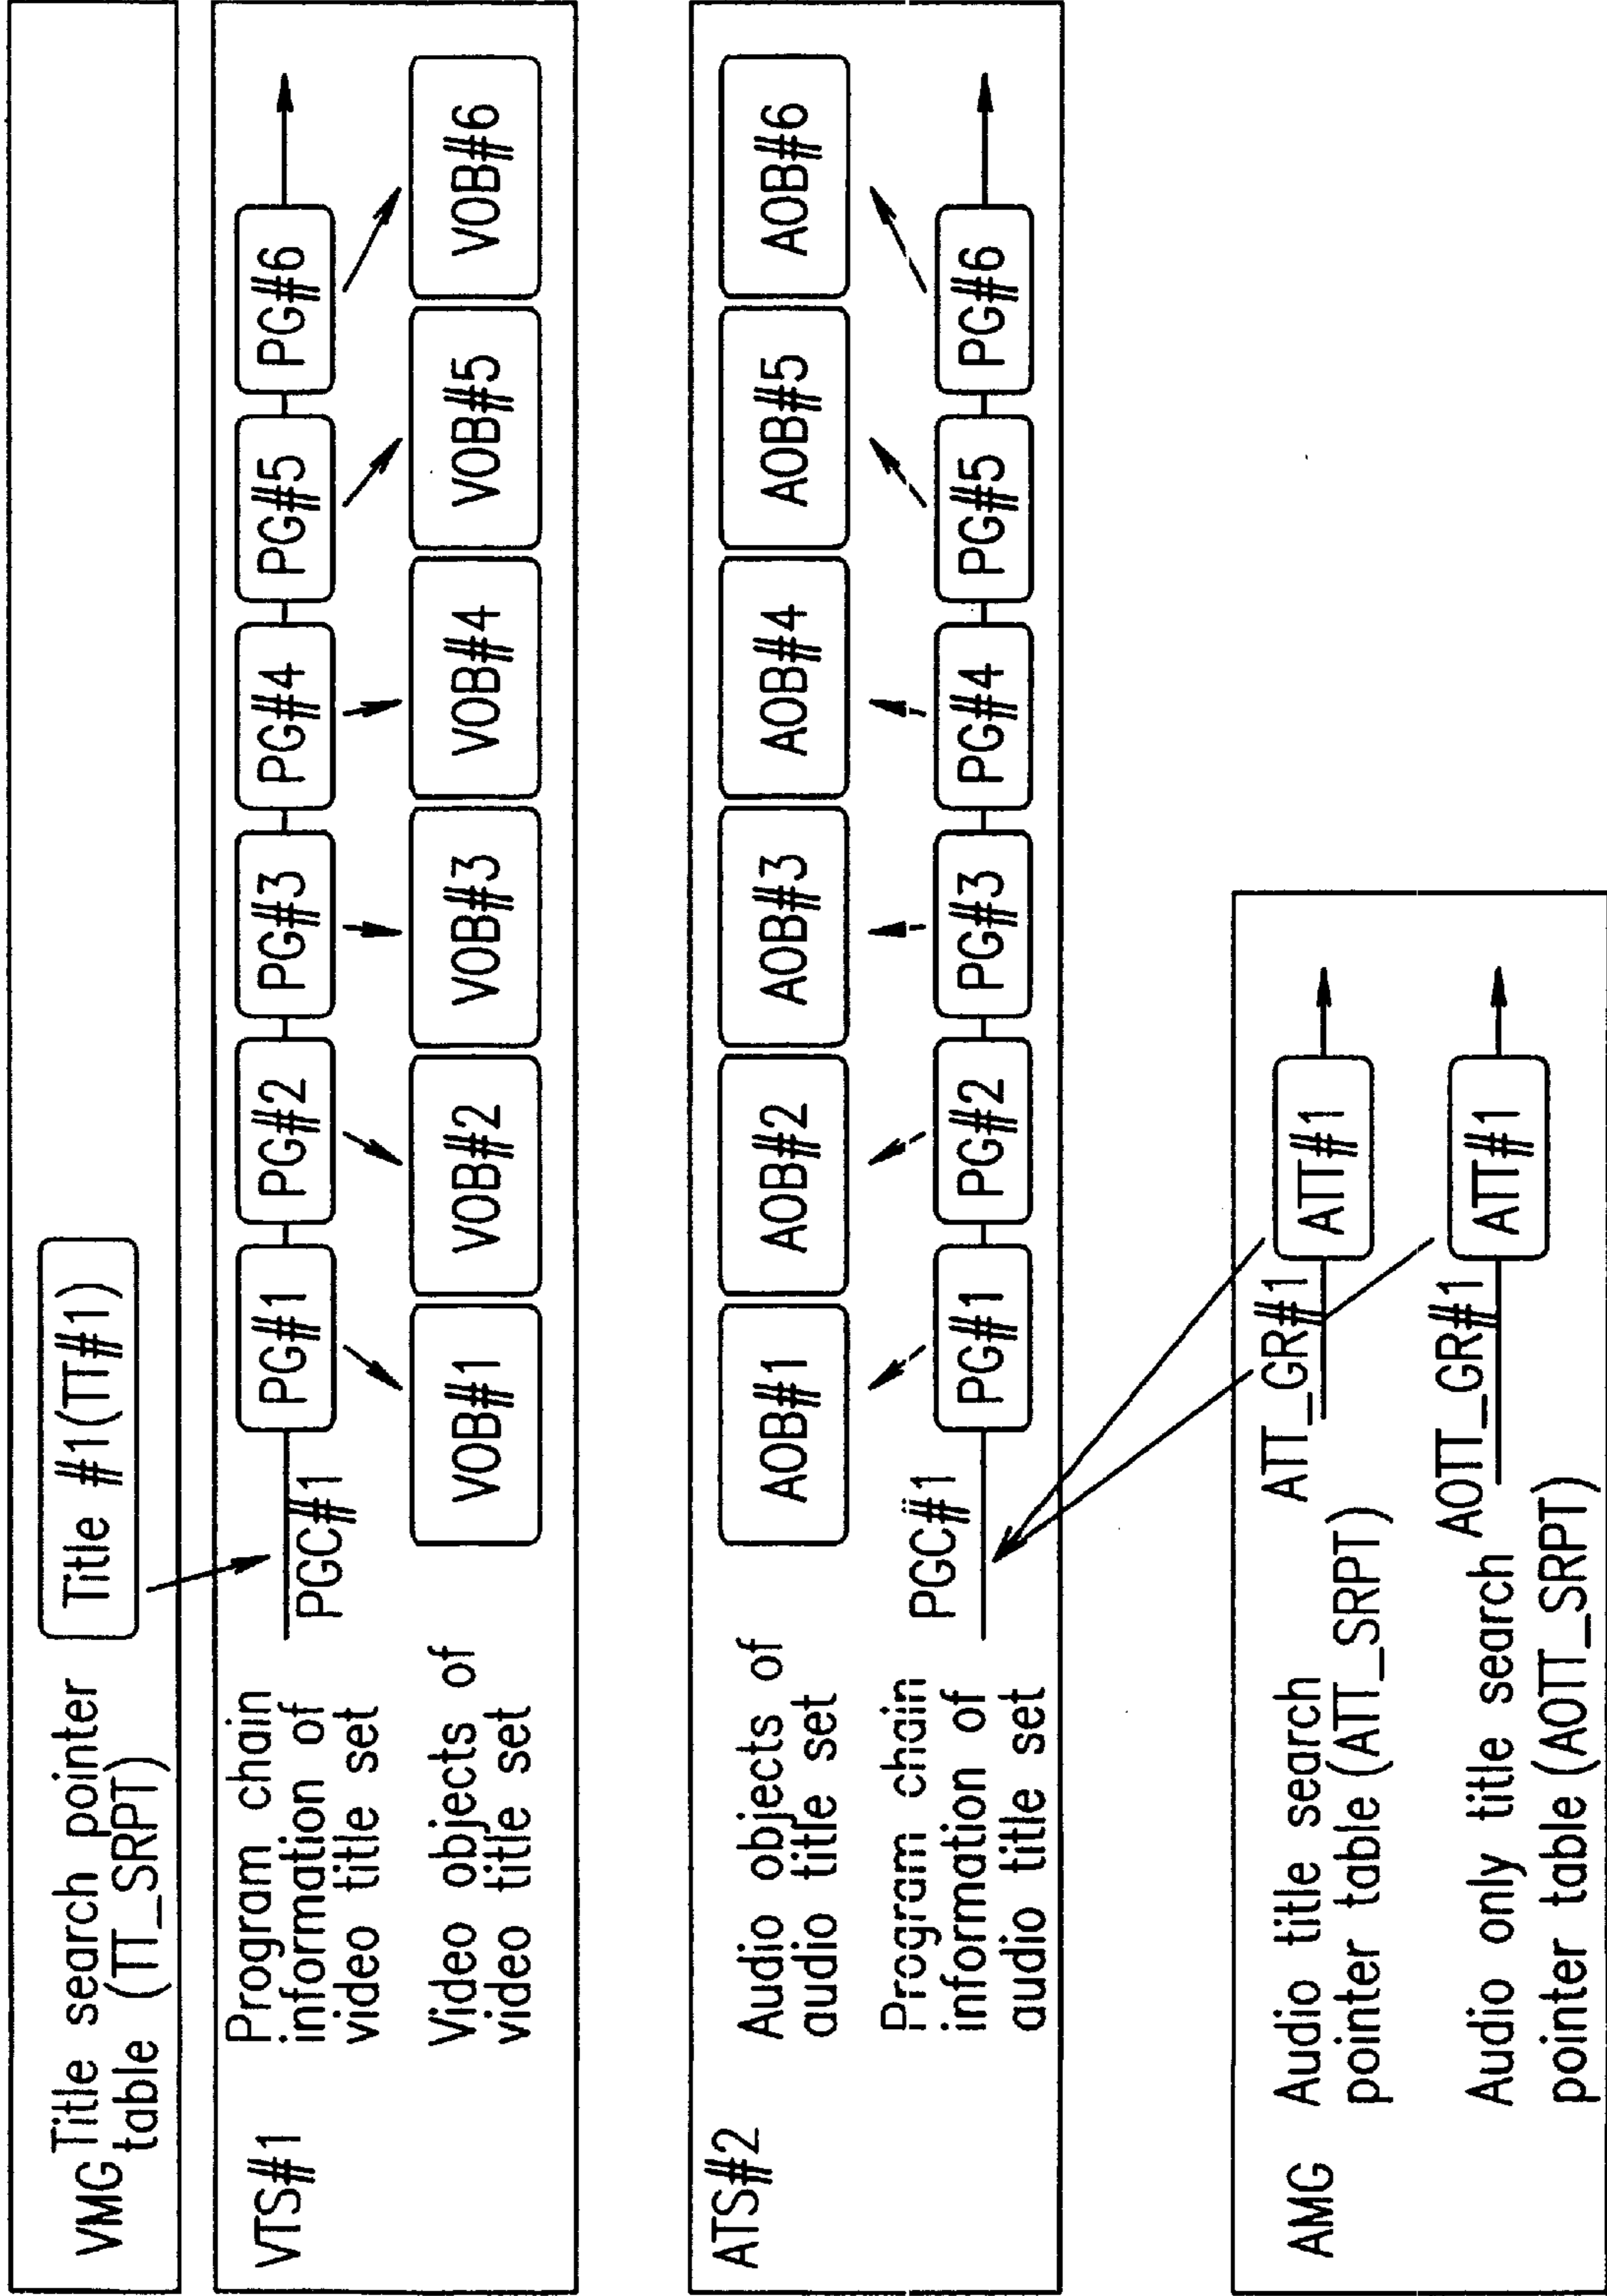 VMG
Title search pointer
table (TT_SRPT)
Title #1(TT#1)
VTS#1
Program chain
information of
video title set
PGC#1
PG#1
PG#2
PG#3
PG#4
PG#5
PG#6
Video objects of
video title set
VOB#1
VOB#2
VOB#3
VOB#4
VOB#5
VOB#6
ATS#2
Audio objects of
audio title set
AOB#1
AOB#2
AOB#3
AOB#4
AOB#5
AOB#6
Program chain
information of
audio title set
PGC#1
PG#1
PG#2
PG#3
PG#4
PG#5
PG#6
AMG
Audio title search
pointer table (ATT_SRPT)
ATT_GR#1
ATT#1
Audio only title search
pointer table (AOTT_SRPT)
AOTT_GR#1
ATT#1